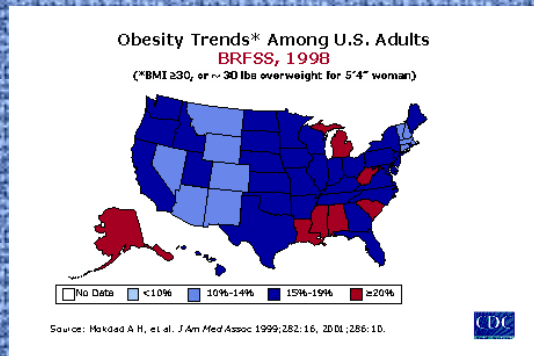 Obesity Trends* Among U.S. Adults
BRFSS, 1998
(*BMI ≥30, or ~ 30 lbs overweight for 5'4" woman)
No Data <10% 10%-14% 15%-19% ≥20%
Source: Mokdad A H, et al. J Am Med Assoc 1999;282:16, 2001;286:10.
CDC